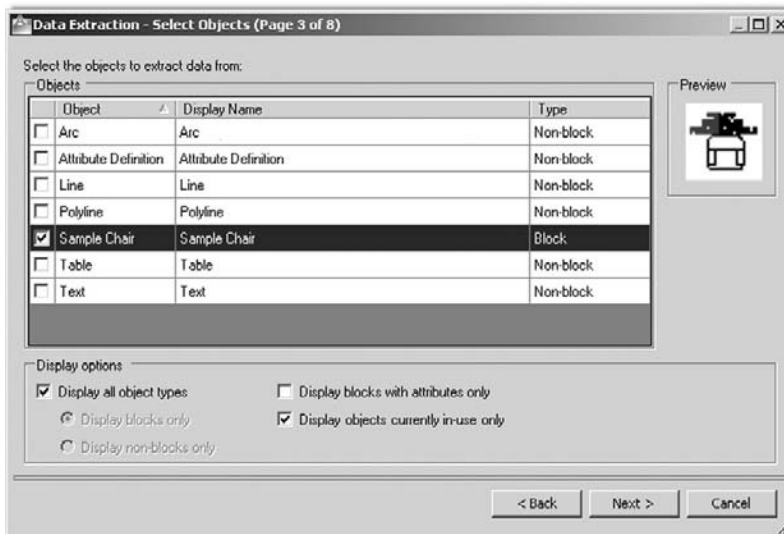 Data Extraction - Select Objects (Page 3 of 8)
Select the objects to extract data from:
Objects
Preview
Object Display Name Type
Arc Arc Non-block
Attribute Definition Attribute Definition Non-block
Line Line Non-block
Polyline Polyline Non-block
Sample Chair Sample Chair Block
Table Table Non-block
Text Text Non-block
Display options
Display all object types Display blocks with attributes only
Display blocks only Display objects currently in-use only
Display non-blocks only
< Back Next > Cancel